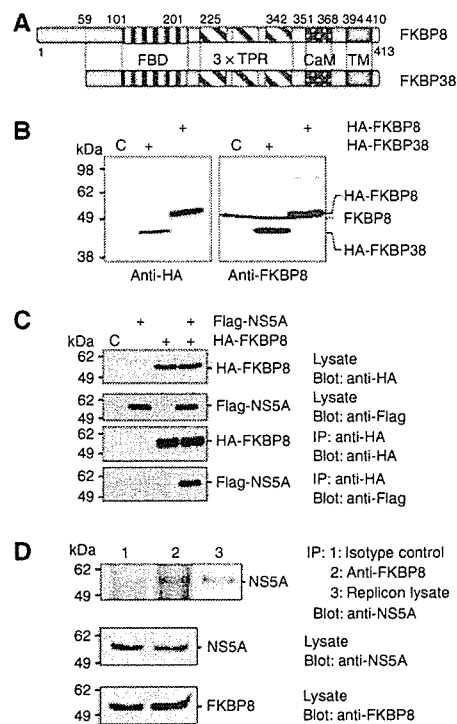 A
59 101 201 225 342 351 368 394 410
FKBP8
1 413
FBD 3 × TPR CaM TM
FKBP38
B
+ + HA-FKBP8
kDa C + C + HA-FKBP38
98
62
49
38
HA-FKBP8
FKBP8
HA-FKBP38
Anti-HA Anti-FKBP8
C
+ + Flag-NS5A
kDa C + + HA-FKBP8
62
49
HA-FKBP8
Lysate
Blot: anti-HA
62
49
Flag-NS5A
Lysate
Blot: anti-Flag
62
49
HA-FKBP8
IP: anti-HA
Blot: anti-HA
62
49
Flag-NS5A
IP: anti-HA
Blot: anti-Flag
D
kDa 1 2 3
62
49
NS5A
IP: 1: Isotype control
2: Anti-FKBP8
3: Replicon lysate
Blot: anti-NS5A
62
49
NS5A
Lysate
Blot: anti-NS5A
62
49
FKBP8
Lysate
Blot: anti-FKBP8